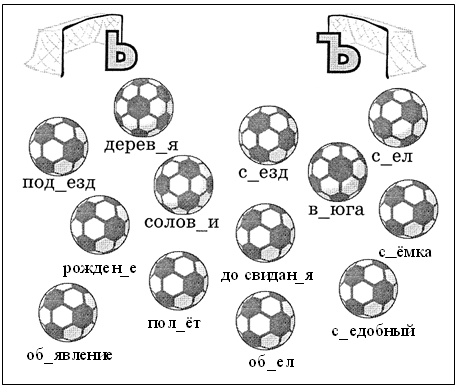 Ь Ъ
дерев_я
с_ел
под_езд
с_езд
солов_и
в_юга
с_ёмка
рожден_е
до свидан_я
пол_ёт
с_едобный
об_явление
об_ел